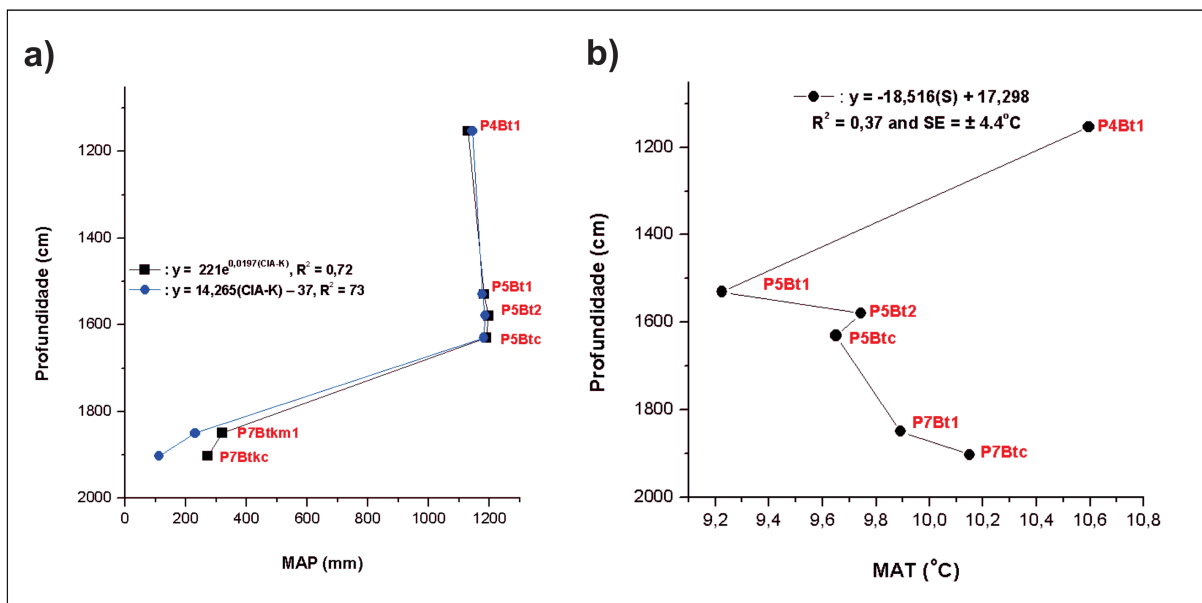 a)
P4Bt1
P5Bt1
P5Bt2
P5Btc
P7Btkm1
P7Btkc
: y = 221e^0,0197(CIA-K), R² = 0,72
: y = 14,265(CIA-K) – 37, R² = 73
Profundidade (cm)
1200
1400
1600
1800
2000
0 200 400 600 800 1000 1200
MAP (mm)
b)
: y = -18,516(S) + 17,298
R² = 0,37 and SE = ± 4.4°C
P4Bt1
P5Bt1
P5Bt2
P5Btc
P7Bt1
P7Btc
Profundidade (cm)
1200
1400
1600
1800
2000
9,2 9,4 9,6 9,8 10,0 10,2 10,4 10,6 10,8
MAT (°C)